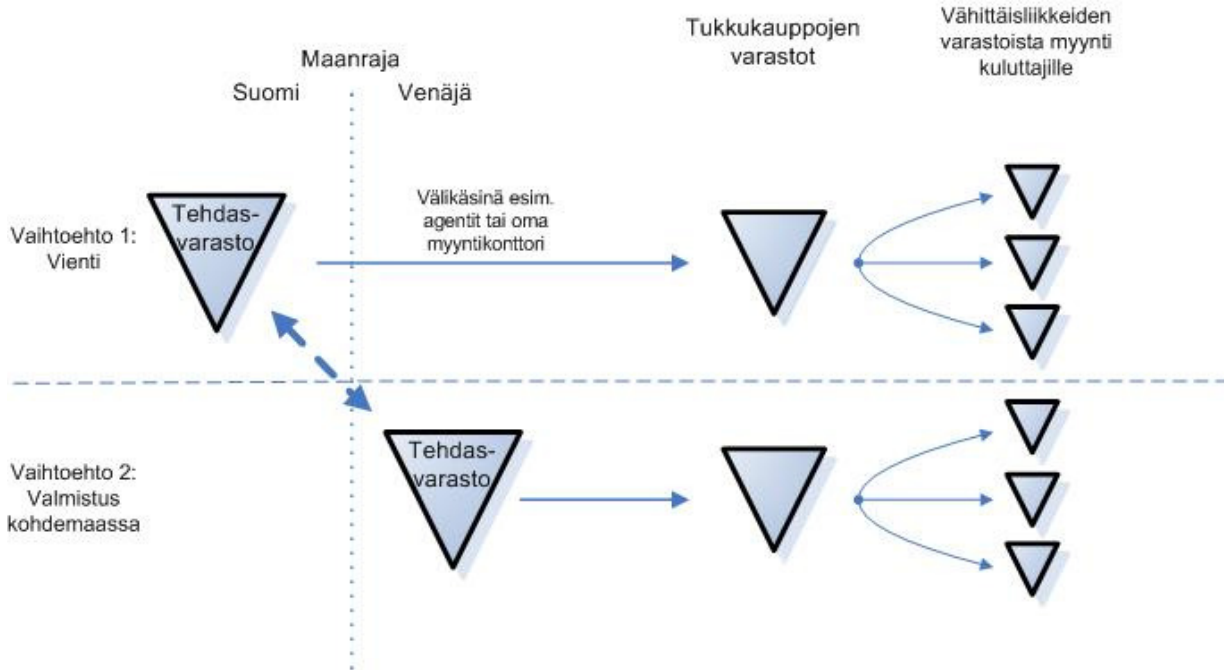 Maanraja
Suomi
Venäjä
Tukkukauppojen
varastot
Vähittäisliikkeiden
varastoista myynti
kuluttajille
Vaihtoehto 1:
Vienti
Tehdas-
varasto
Välikäsinä esim.
agentit tai oma
myyntikonttori
Vaihtoehto 2:
Valmistus
kohdemaassa
Tehdas-
varasto